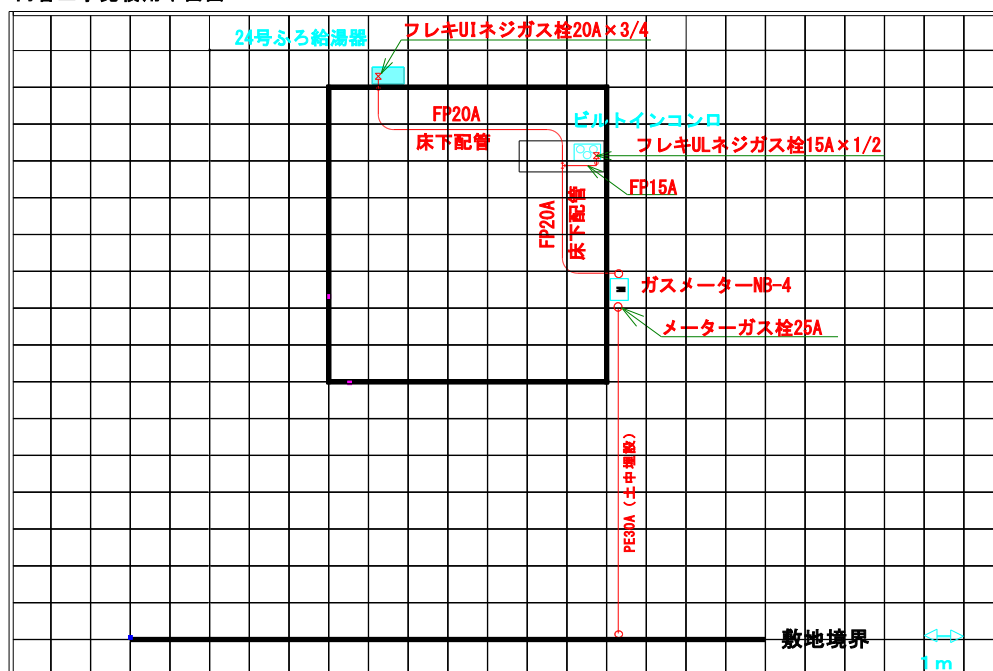 24号ふろ給湯器
フレキUIネジガス栓20A×3/4
FP20A
床下配管
ビルトインコンロ
フレキULネジガス栓15A×1/2
FP15A
FP20A
床下配管
M
ガスメーターNB-4
メーターガス栓25A
PE30A(土中埋設)
敷地境界
1m